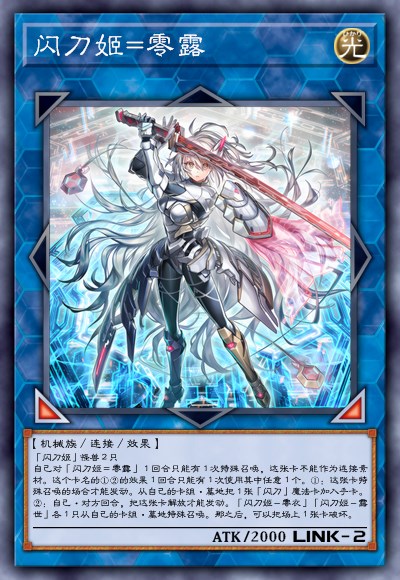 闪刀姬=零露
ひかり
光
【机械族／连接／效果】
「闪刀姬」怪兽2只
自己对「闪刀姬=零露」1回合只能有1次特殊召唤，这张卡不能作为连接素
材。这个卡名的①②的效果1回合只能有1次使用其中任意1个。①：这张卡特
殊召唤的场合才能发动。从自己的卡组·墓地把1张「闪刀」魔法卡加入手卡。
②：自己·对方回合，把这张卡解放才能发动。「闪刀姬-零衣」「闪刀姬-露
世」各1只从自己的卡组·墓地特殊召唤。那之后，可以把场上1张卡破坏。
ATK/2000 LINK-2